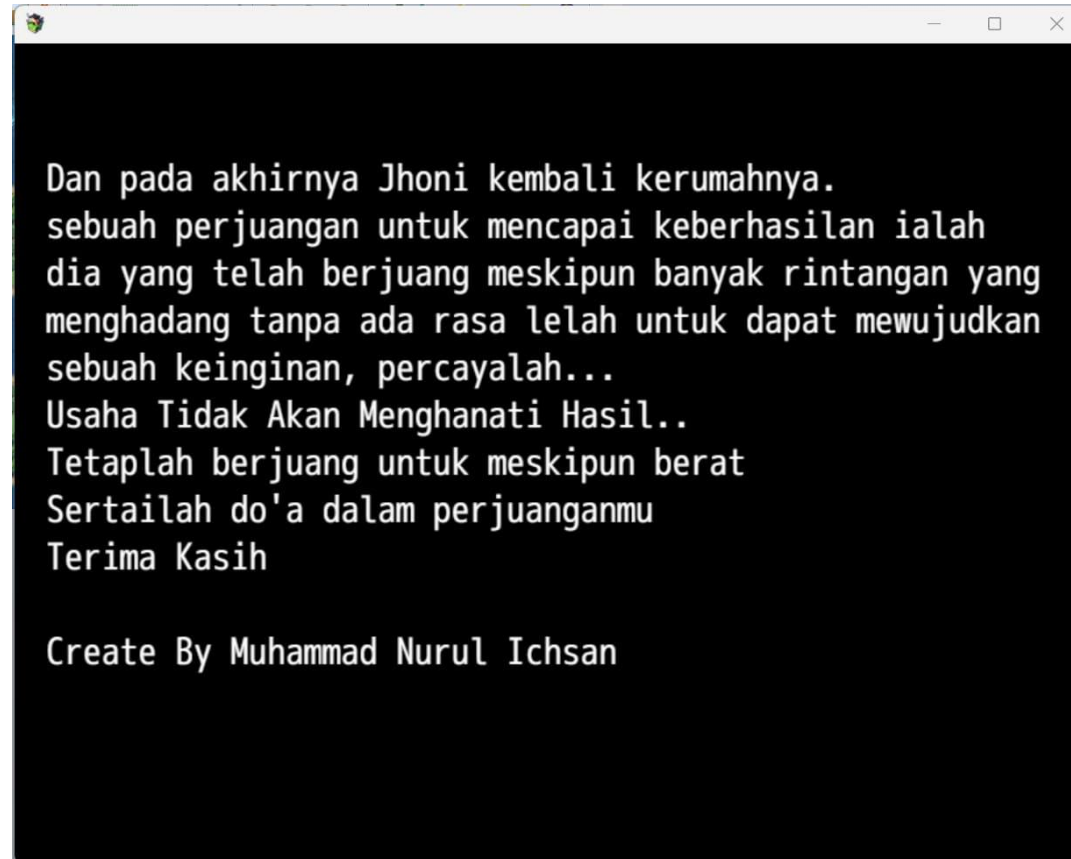 Dan pada akhirnya Jhoni kembali kerumahnya.
sebuah perjuangan untuk mencapai keberhasilan ialah
dia yang telah berjuang meskipun banyak rintangan yang
menghadang tanpa ada rasa lelah untuk dapat mewujudkan
sebuah keinginan, percayalah...
Usaha Tidak Akan Menghanati Hasil..
Tetaplah berjuang untuk meskipun berat
Sertailah do'a dalam perjuanganmu
Terima Kasih
Create By Muhammad Nurul Ichsan